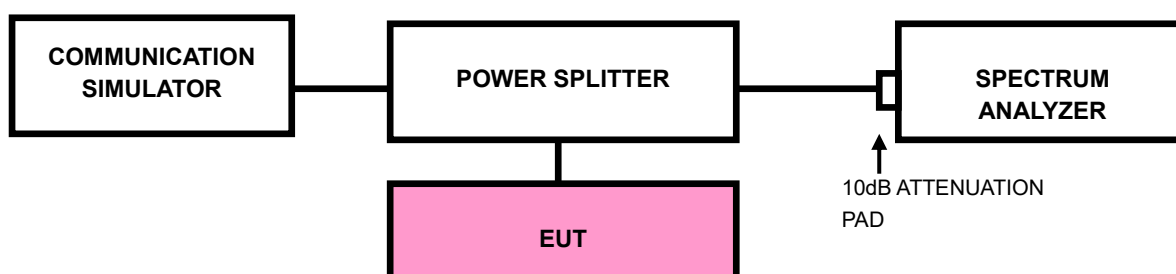 COMMUNICATION
SIMULATOR
POWER SPLITTER
SPECTRUM
ANALYZER
10dB ATTENUATION
PAD
EUT